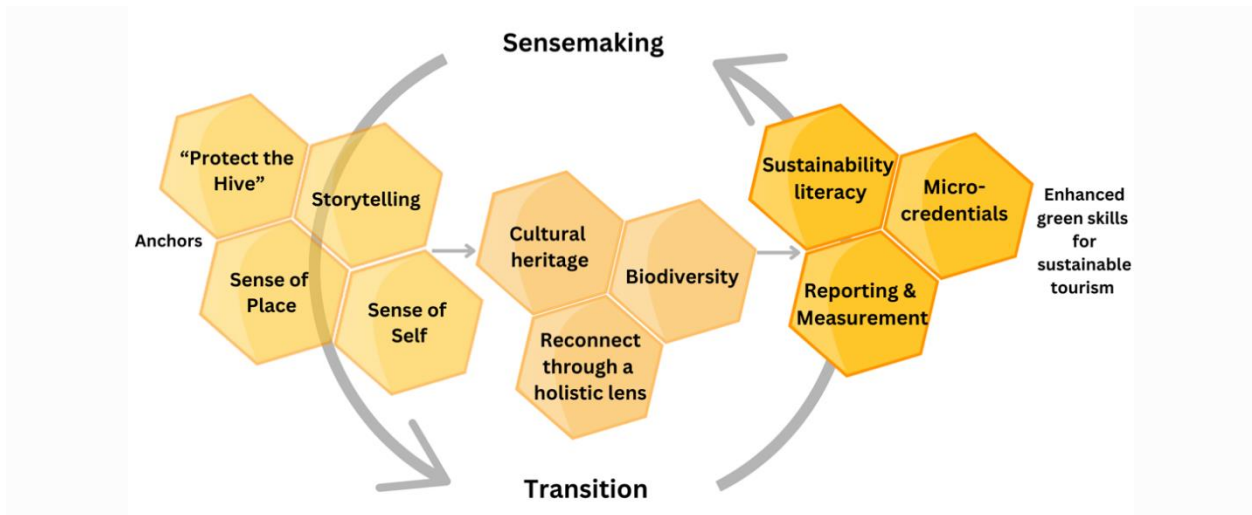 Sensemaking
“Protect the
Hive”
Storytelling
Anchors
Sense of
Place
Sense of
Self
Cultural
heritage
Biodiversity
Reconnect
through a
holistic lens
Sustainability
literacy
Micro-
credentials
Reporting &
Measurement
Enhanced
green skills
for
sustainable
tourism
Transition